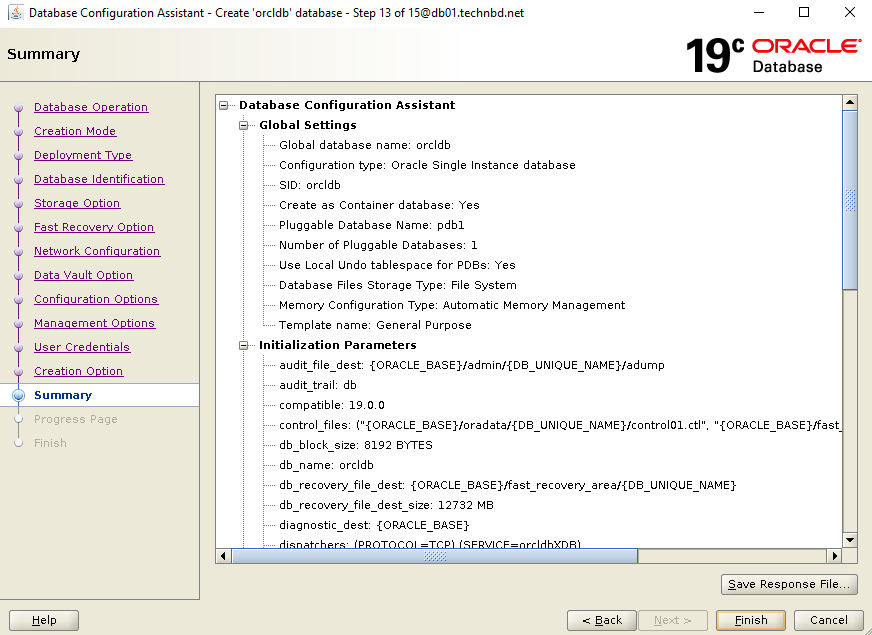 Database Configuration Assistant - Create 'orcldb' database - Step 13 of 15@db01.technbd.net
Summary
19c ORACLE
Database
Database Operation
Creation Mode
Deployment Type
Database Identification
Storage Option
Fast Recovery Option
Network Configuration
Data Vault Option
Configuration Options
Management Options
User Credentials
Creation Option
Summary
Progress Page
Finish
Database Configuration Assistant
Global Settings
Global database name: orcldb
Configuration type: Oracle Single Instance database
SID: orcldb
Create as Container database: Yes
Pluggable Database Name: pdb1
Number of Pluggable Databases: 1
Use Local Undo tablespace for PDBs: Yes
Database Files Storage Type: File System
Memory Configuration Type: Automatic Memory Management
Template name: General Purpose
Initialization Parameters
audit_file_dest: {ORACLE_BASE}/admin/{DB_UNIQUE_NAME}/adump
audit_trail: db
compatible: 19.0.0
control_files: ("{ORACLE_BASE}/oradata/{DB_UNIQUE_NAME}/control01.ctl", "{ORACLE_BASE}/fast_
db_block_size: 8192 BYTES
db_name: orcldb
db_recovery_file_dest: {ORACLE_BASE}/fast_recovery_area/{DB_UNIQUE_NAME}
db_recovery_file_dest_size: 12732 MB
diagnostic_dest: {ORACLE_BASE}
dispatchers: (PROTOCOL=TCP) (SERVICE=orcldbXDB)
Save Response File...
Help
< Back
Next >
Finish
Cancel